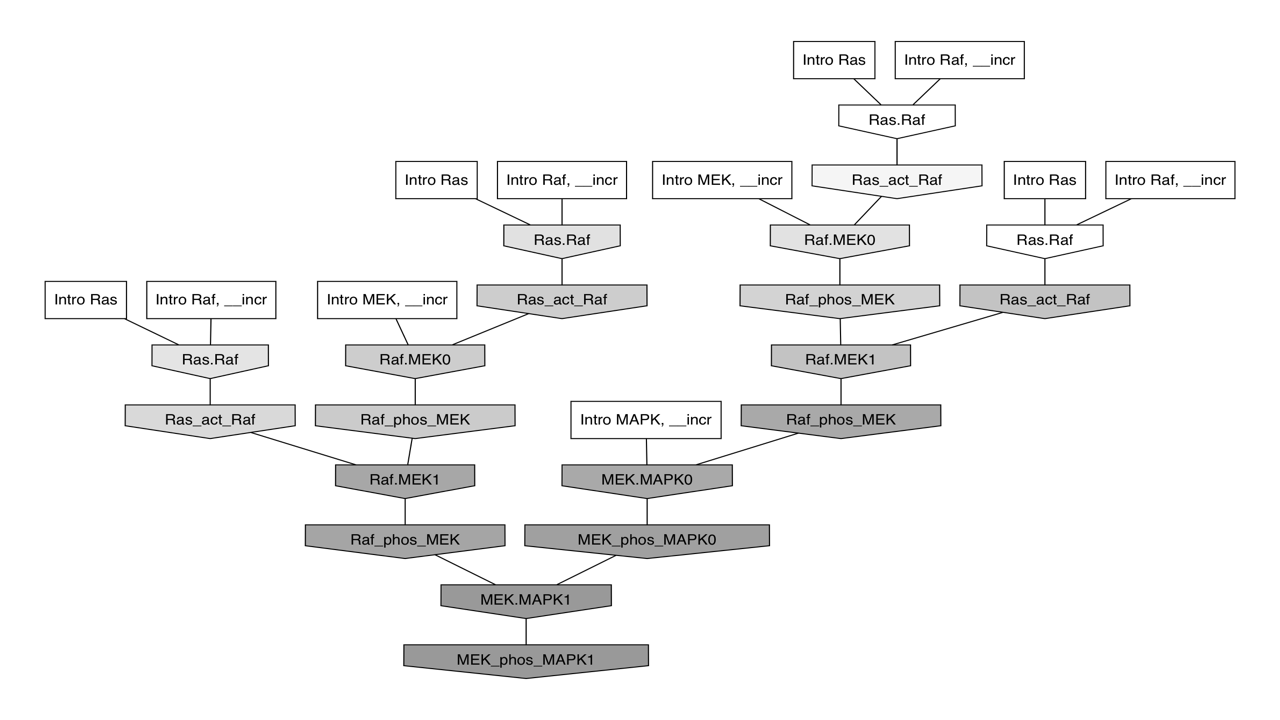 Intro Ras
Intro Raf, __incr
Ras.Raf
Intro Ras
Intro Raf, __incr
Intro MEK, __incr
Ras_act_Raf
Intro Ras
Intro Raf, __incr
Ras.Raf
Raf.MEK0
Ras.Raf
Intro Ras
Intro Raf, __incr
Intro MEK, __incr
Ras_act_Raf
Raf_phos_MEK
Ras_act_Raf
Ras.Raf
Raf.MEK0
Raf.MEK1
Ras_act_Raf
Raf_phos_MEK
Intro MAPK, __incr
Raf_phos_MEK
Raf.MEK1
MEK.MAPK0
Raf_phos_MEK
MEK_phos_MAPK0
MEK.MAPK1
MEK_phos_MAPK1